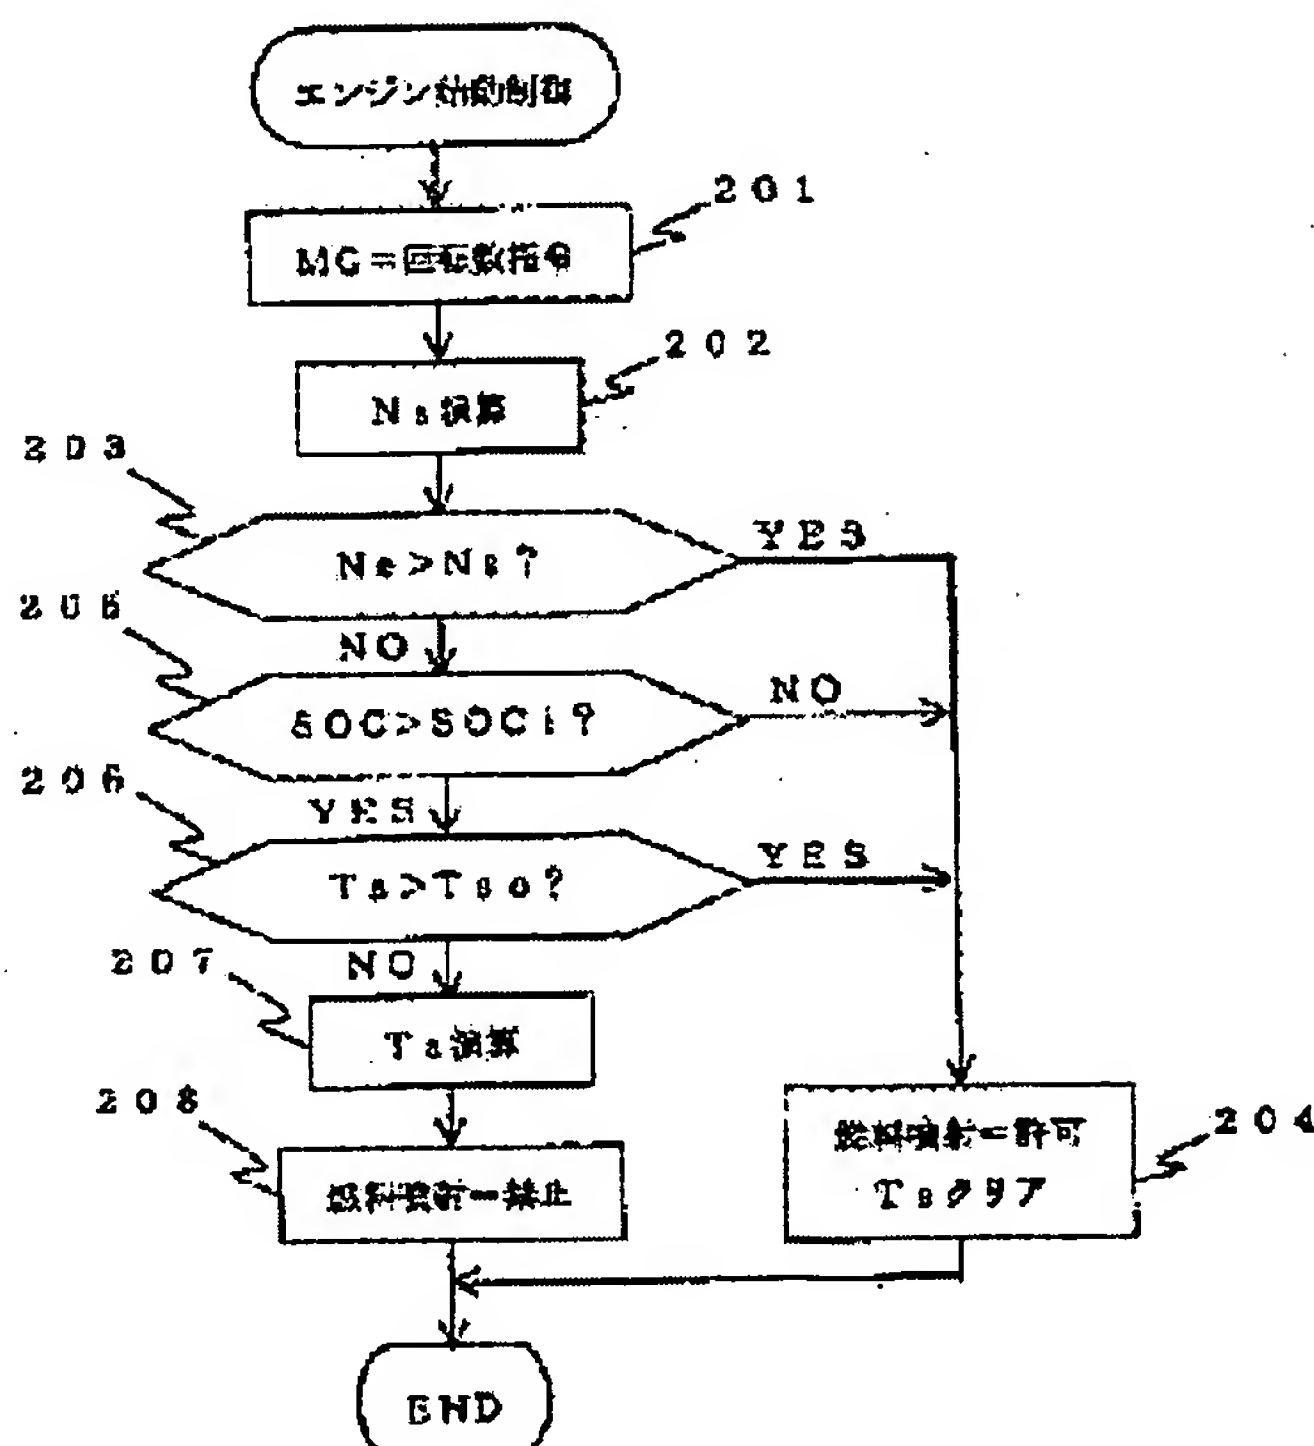 エンジン始動制御
201
MG=回転数指令
202
Ns演算
203
Ne>Ns?
YES
NO
205
SOC>SOC1?
NO
YES
206
Ts>Tso?
YES
NO
207
Ts演算
208
燃料噴射=禁止
燃料噴射=許可
Tsクリア
204
END